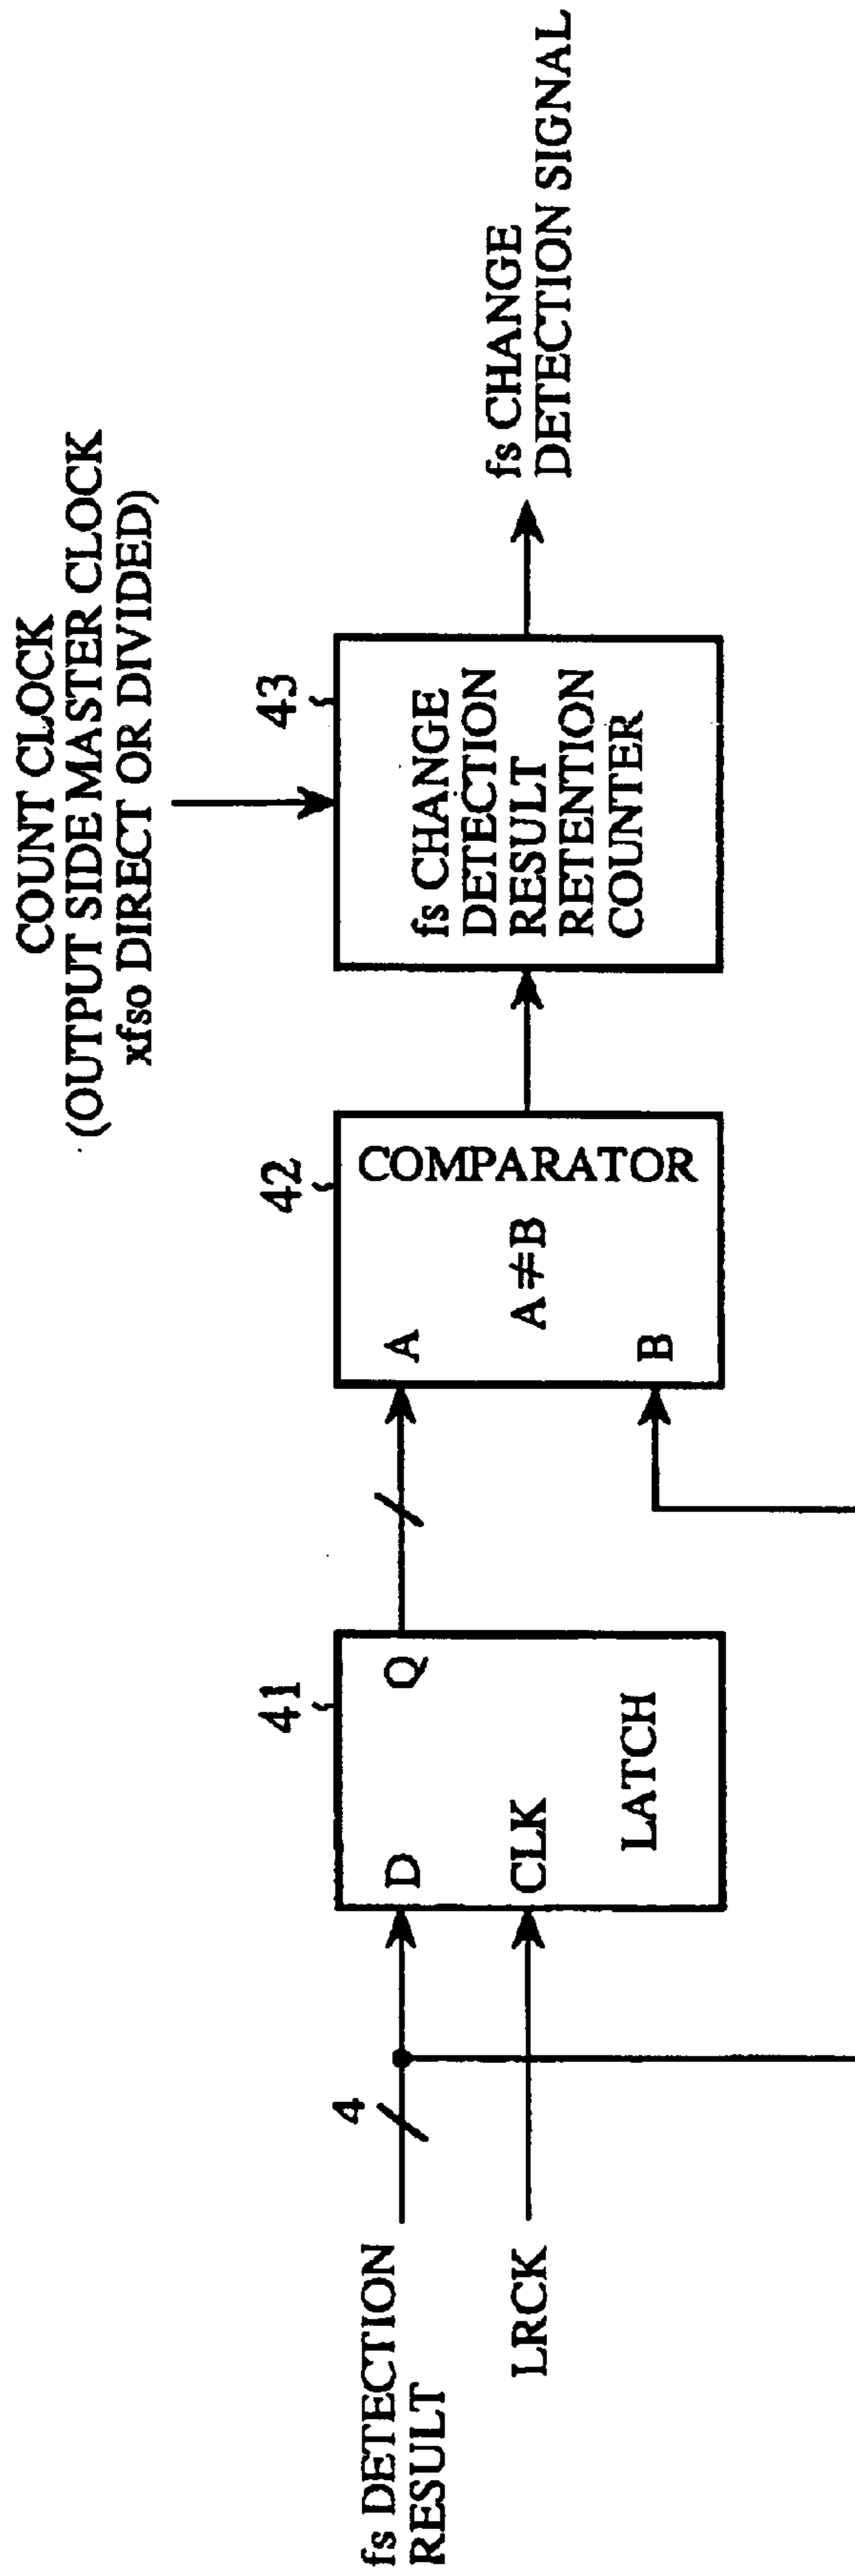 COUNT CLOCK
(OUTPUT SIDE MASTER CLOCK
xfso DIRECT OR DIVIDED)
fs DETECTION
RESULT
4
LRCK
41
D
Q
CLK
LATCH
42
A
COMPARATOR
A≠B
B
43
fs CHANGE
DETECTION
RESULT
RETENTION
COUNTER
fs CHANGE
DETECTION SIGNAL